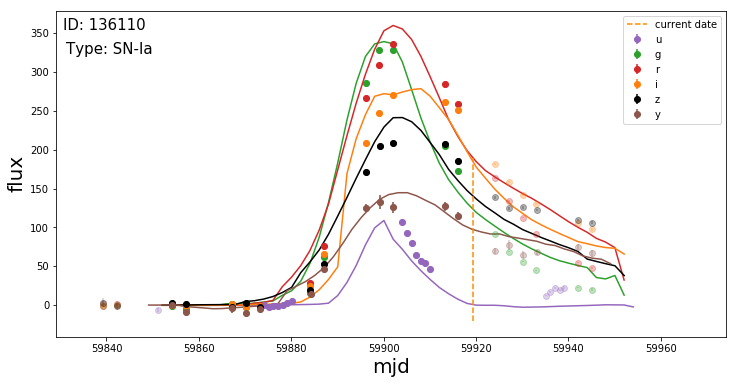 ID: 136110
Type: SN-Ia
current date
u
g
r
i
z
y
flux
350
300
250
200
150
100
50
0
59840
59860
59880
59900
59920
59940
59960
mjd